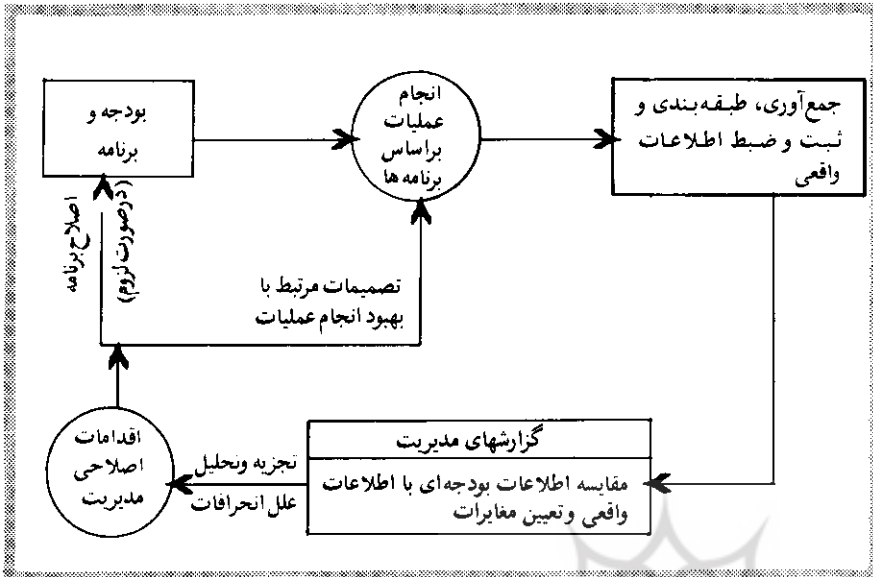 بودجه و
برنامه
انجام
عملیات
براساس
برنامه ها
جمع‌آوری، طبقه‌بندی و
ثبت و ضبط اطلاعات
واقعی
اصلاح برنامه
(درصورت لزوم)
تصمیمات مرتبط با
بهبود انجام عملیات
اقدامات
اصلاحی
مدیریت
تجزیه وتحلیل
علل انحرافات
گزارشهای مدیریت
مقایسه اطلاعات بودجه‌ای با اطلاعات
واقعی وتعیین مغایرات